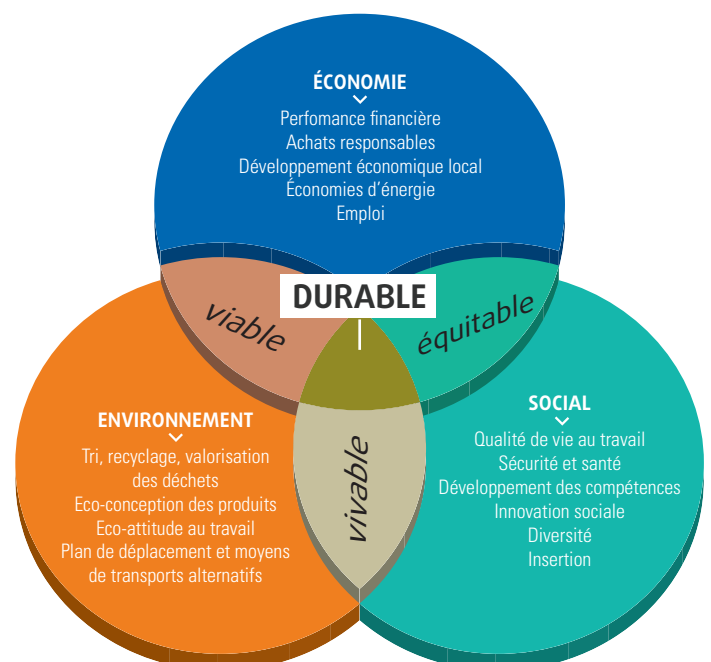 ÉCONOMIE
Perfomance financière
Achats responsables
Développement économique local
Économies d'énergie
Emploi
viable
DURABLE
équitable
ENVIRONNEMENT
Tri, recyclage, valorisation
des déchets
Eco-conception des produits
Eco-attitude au travail
Plan de déplacement et moyens
de transports alternatifs
vivable
SOCIAL
Qualité de vie au travail
Sécurité et santé
Développement des compétences
Innovation sociale
Diversité
Insertion